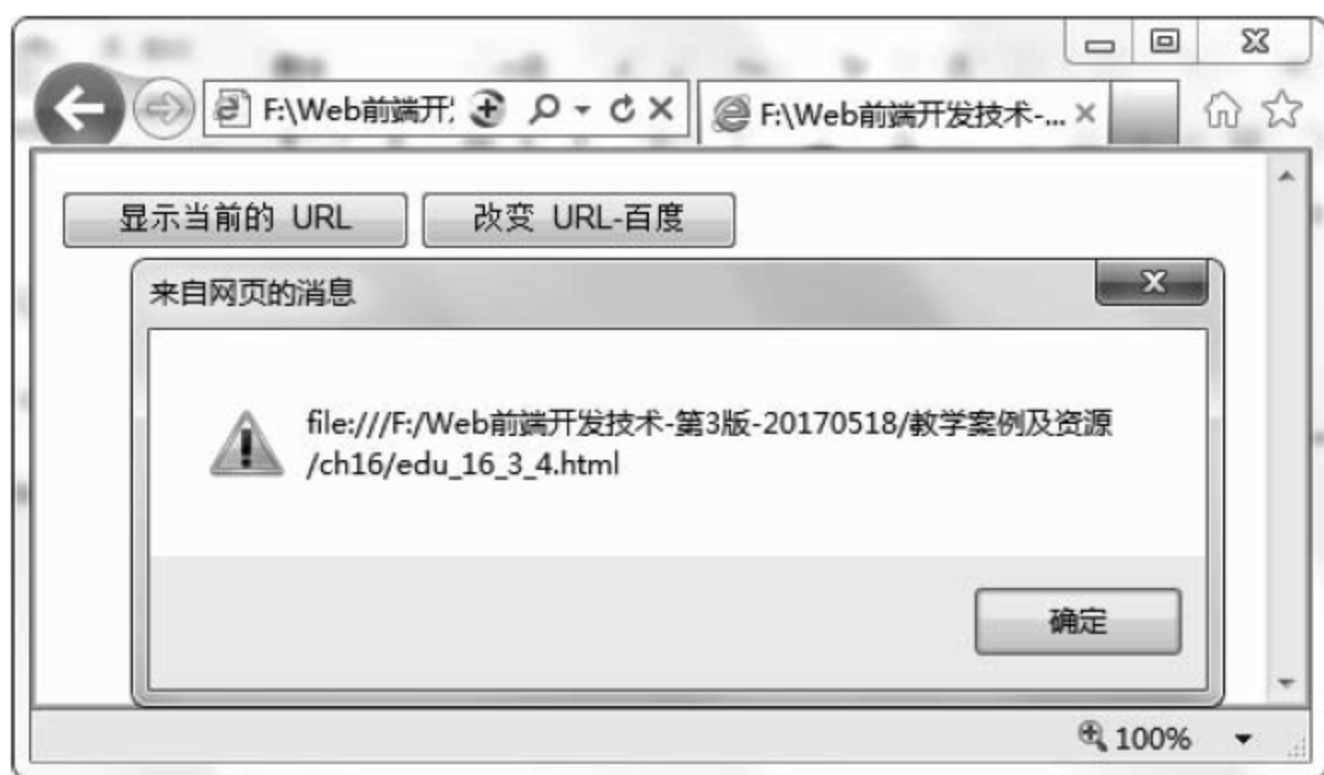 F:\Web前端开
F:\Web前端开发技术-...
显示当前的 URL
改变 URL-百度
来自网页的消息
file:///F:/Web前端开发技术-第3版-20170518/教学案例及资源
/ch16/edu_16_3_4.html
确定
100%